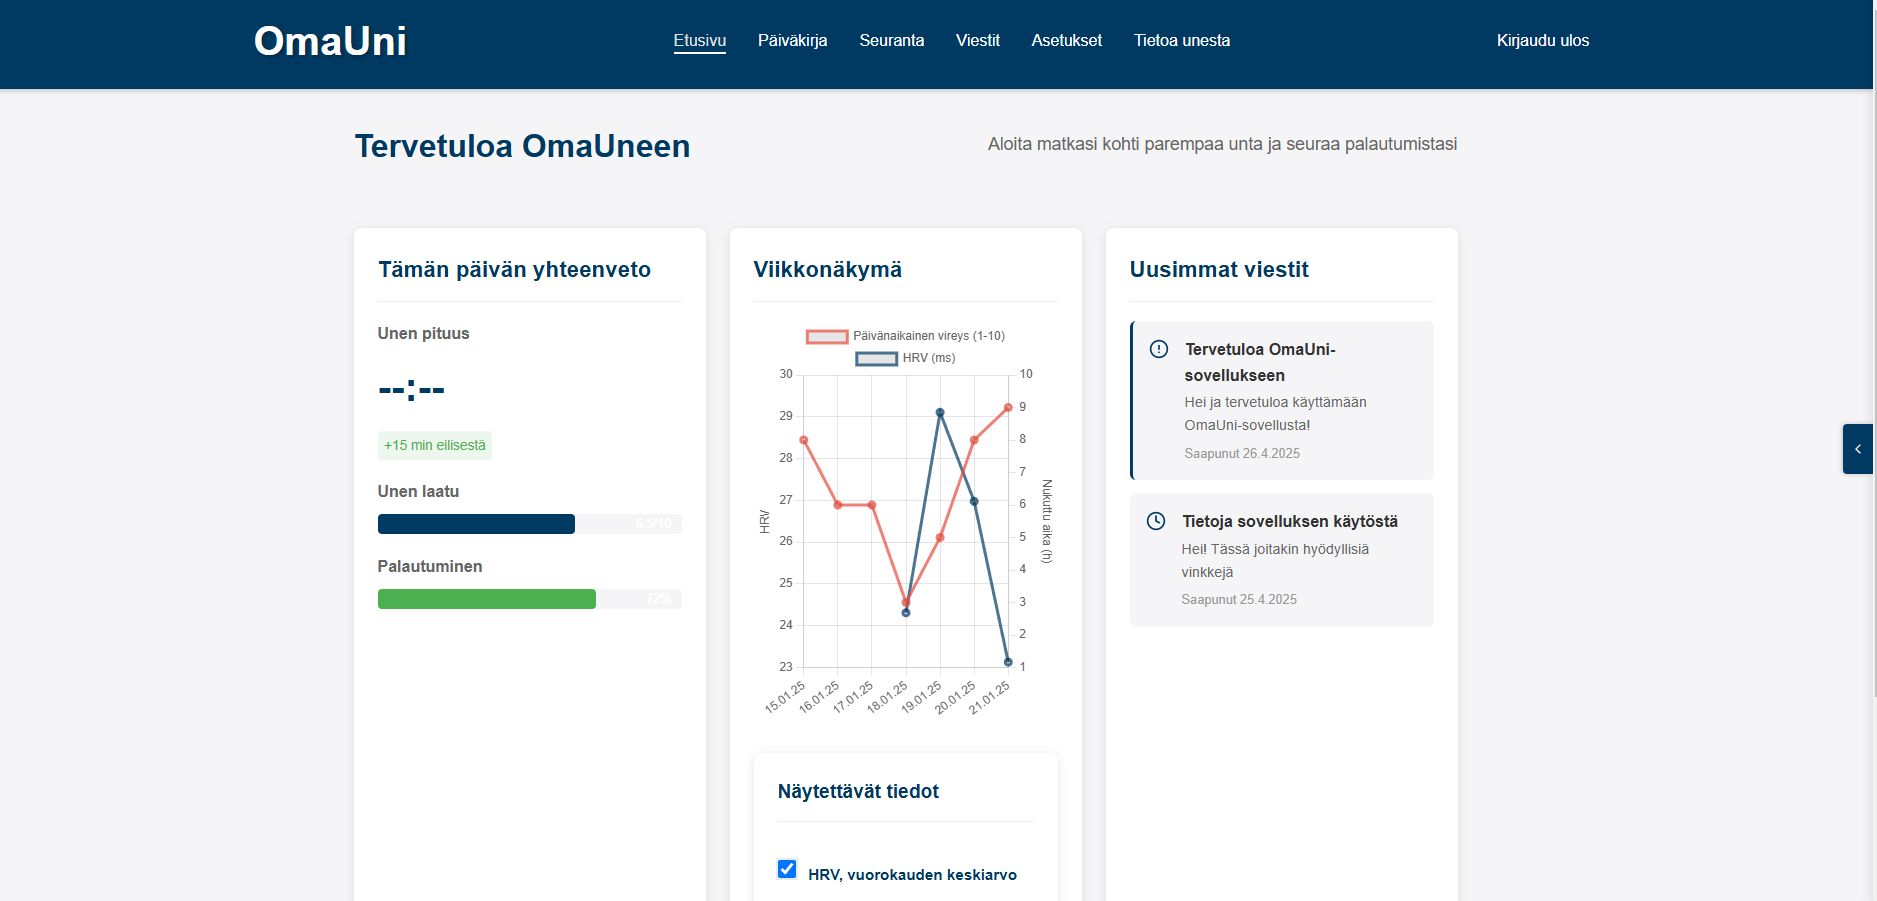 OmaUni
Etusivu
Päiväkirja
Seuranta
Viestit
Asetukset
Tietoa unesta
Kirjaudu ulos
Tervetuloa OmaUneen
Aloita matkasi kohti parempaa unta ja seuraa palautumistasi
Tämän päivän yhteenveto
Unen pituus
--:--
+15 min eilisestä
Unen laatu
6.5/10
Palautuminen
72%
Viikkonäkymä
Päivänaikainen vireys (1-10)
HRV (ms)
30
29
28
27
26
25
24
23
HRV
10
9
8
7
6
5
4
3
2
1
Nukuttu aika (h)
15.01.25
16.01.25
17.01.25
18.01.25
19.01.25
20.01.25
21.01.25
Näytettävät tiedot
HRV, vuorokauden keskiarvo
Uusimmat viestit
Tervetuloa OmaUni-
sovellukseen
Hei ja tervetuloa käyttämään
OmaUni-sovellusta!
Saapunut 26.4.2025
Tietoja sovelluksen käytöstä
Hei! Tässä joitakin hyödyllisiä
vinkkejä
Saapunut 25.4.2025